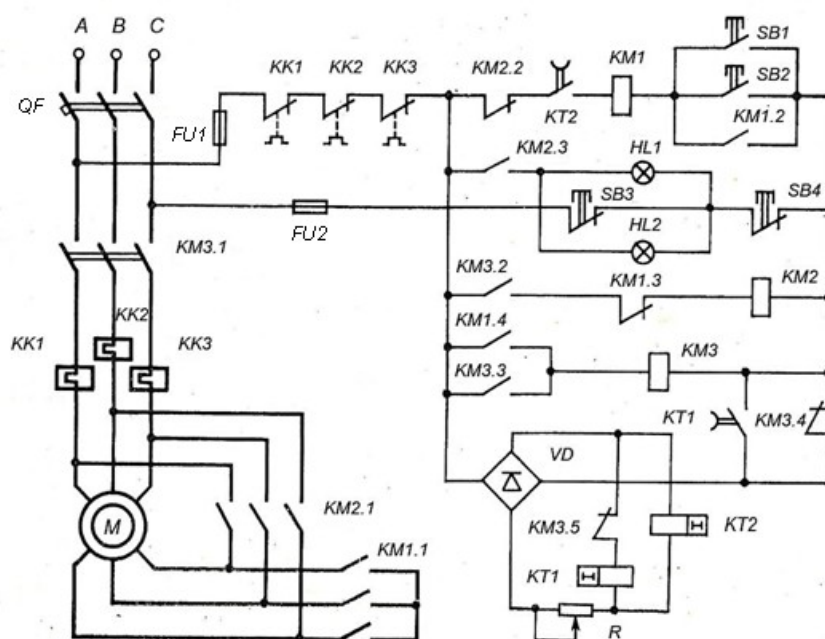 A B C
QF
FU1
KK1 KK2 KK3
KM2.2
KT2
KM1
SB1
SB2
KM1.2
KM2.3
HL1
SB3
SB4
FU2
HL2
KM3.1
KM3.2
KM1.3
KM2
KK2
KK1
KK3
KM1.4
KM3
KM3.3
KT1
KM3.4
VD
M
KM2.1
KM3.5
KT2
KM1.1
KT1
R